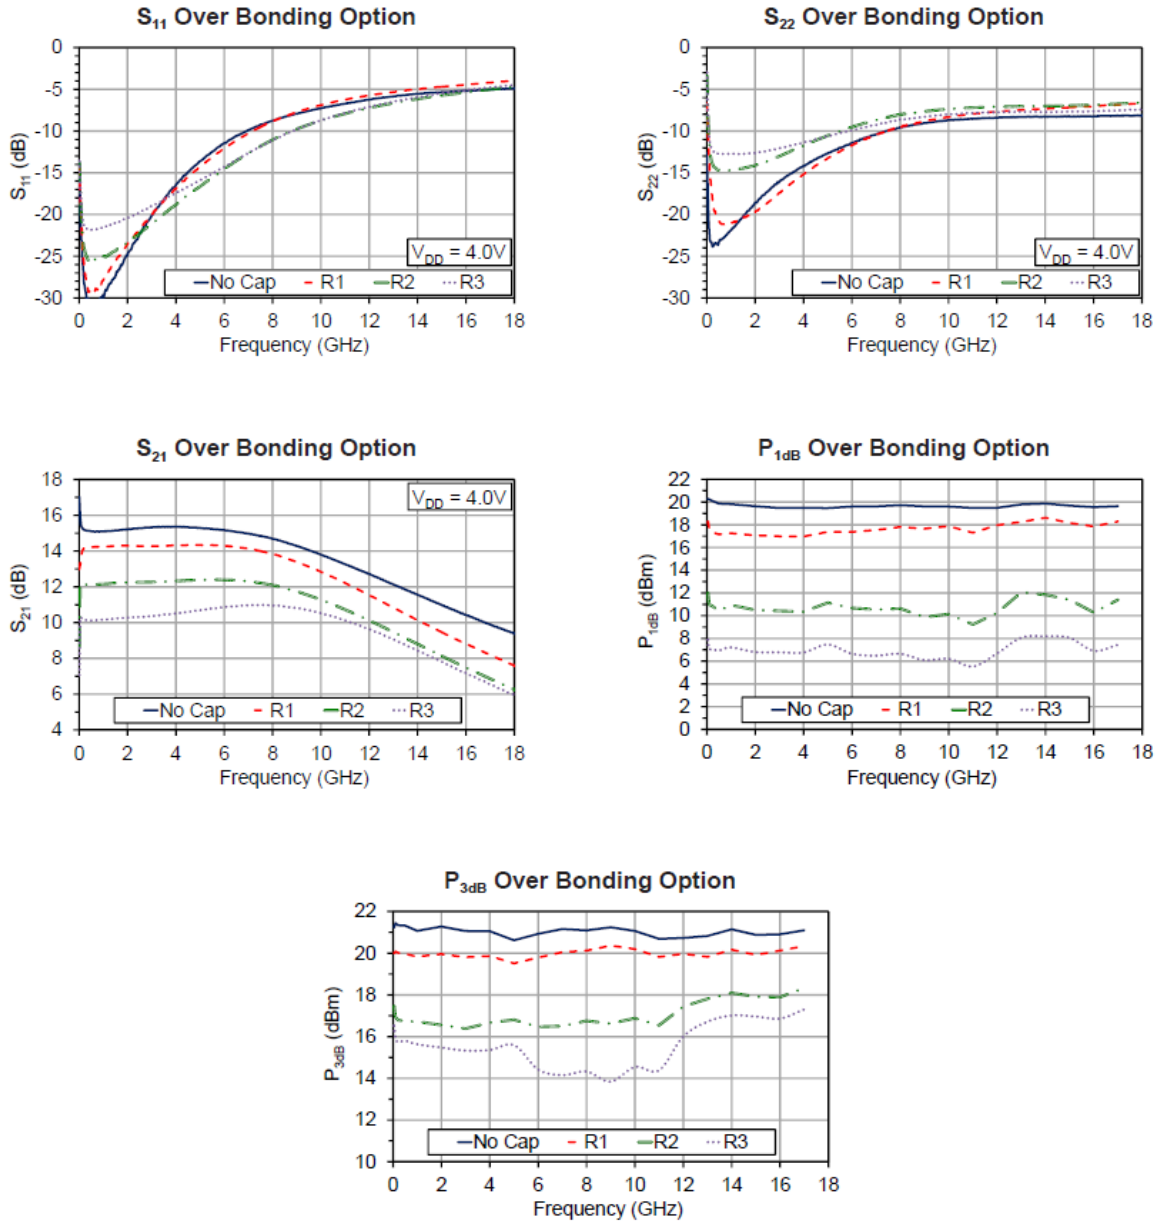 S11 Over Bonding Option
0
-5
-10
-15
-20
-25
-30
S11 (dB)
VDD = 4.0V
No Cap R1 R2 R3
0 2 4 6 8 10 12 14 16 18
Frequency (GHz)
S22 Over Bonding Option
0
-5
-10
-15
-20
-25
-30
S22 (dB)
VDD = 4.0V
No Cap R1 R2 R3
0 2 4 6 8 10 12 14 16 18
Frequency (GHz)
S21 Over Bonding Option
18
16
14
12
10
8
6
4
S21 (dB)
VDD = 4.0V
No Cap R1 R2 R3
0 2 4 6 8 10 12 14 16 18
Frequency (GHz)
P1dB Over Bonding Option
22
20
18
16
14
12
10
8
6
4
2
0
P1dB (dBm)
No Cap R1 R2 R3
0 2 4 6 8 10 12 14 16 18
Frequency (GHz)
P3dB Over Bonding Option
22
20
18
16
14
12
10
P3dB (dBm)
No Cap R1 R2 R3
0 2 4 6 8 10 12 14 16 18
Frequency (GHz)